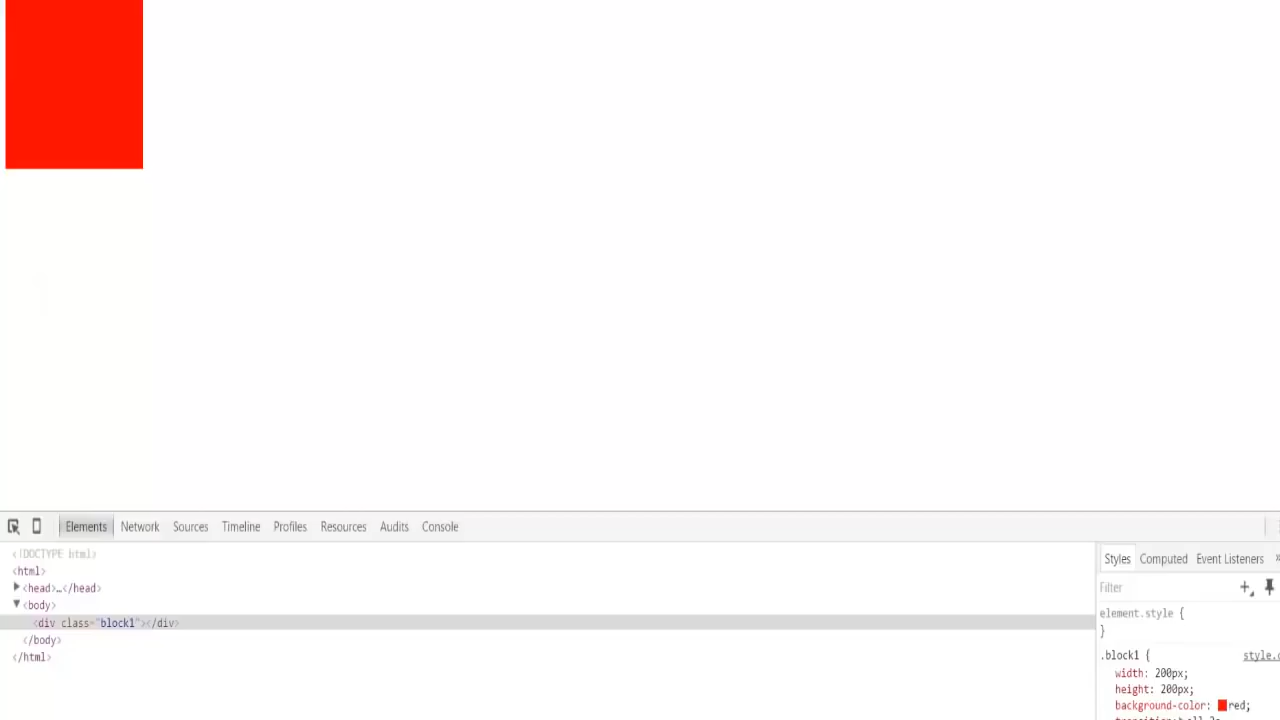 Elements Network Sources Timeline Profiles Resources Audits Console
<!DOCTYPE html>
<html>
<head>…</head>
<body>
<div class="block1"></div>
</body>
</html>
Styles Computed Event Listeners »
Filter
element.style {
}
.block1 { style.c
width: 200px;
height: 200px;
background-color: red;